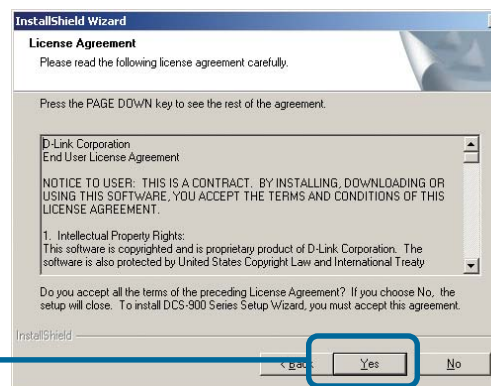 InstallShield Wizard
License Agreement
Please read the following license agreement carefully.
Press the PAGE DOWN key to see the rest of the agreement.
D-Link Corporation
End User License Agreement
NOTICE TO USER: THIS IS A CONTRACT. BY INSTALLING, DOWNLOADING OR
USING THIS SOFTWARE, YOU ACCEPT THE TERMS AND CONDITIONS OF THIS
LICENSE AGREEMENT.
1. Intellectual Property Rights:
This software is copyrighted and is proprietary product of D-Link Corporation. The
software is also protected by United States Copyright Law and International Treaty
Do you accept all the terms of the preceding License Agreement? If you choose No, the
setup will close. To install DCS-900 Series Setup Wizard, you must accept this agreement.
InstallShield
< Back Yes No